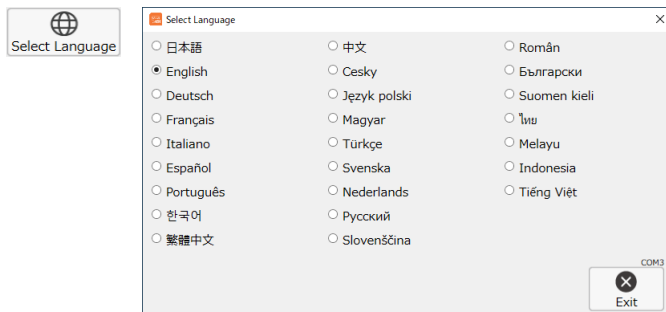 Select Language
Select Language
日本語
English
Deutsch
Français
Italiano
Español
Português
한국어
繁體中文
中文
Cesky
Język polski
Magyar
Türkçe
Svenska
Nederlands
Русский
Slovenščina
Român
Български
Suomen kieli
ไทย
Melayu
Indonesia
Tiếng Việt
COM3
Exit